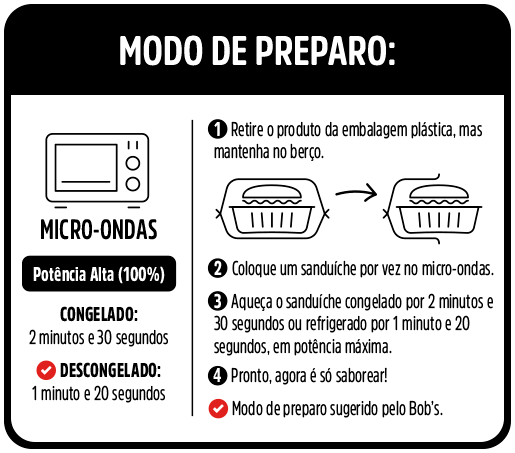 MODO DE PREPARO:
MICRO-ONDAS
Potência Alta (100%)
CONGELADO:
2 minutos e 30 segundos
DESCONGELADO:
1 minuto e 20 segundos
1 Retire o produto da embalagem plástica, mas
mantenha no berço.
2 Coloque um sanduíche por vez no micro-ondas.
3 Aqueça o sanduíche congelado por 2 minutos e
30 segundos ou refrigerado por 1 minuto e 20
segundos, em potência máxima.
4 Pronto, agora é só saborear!
Modo de preparo sugerido pelo Bob's.